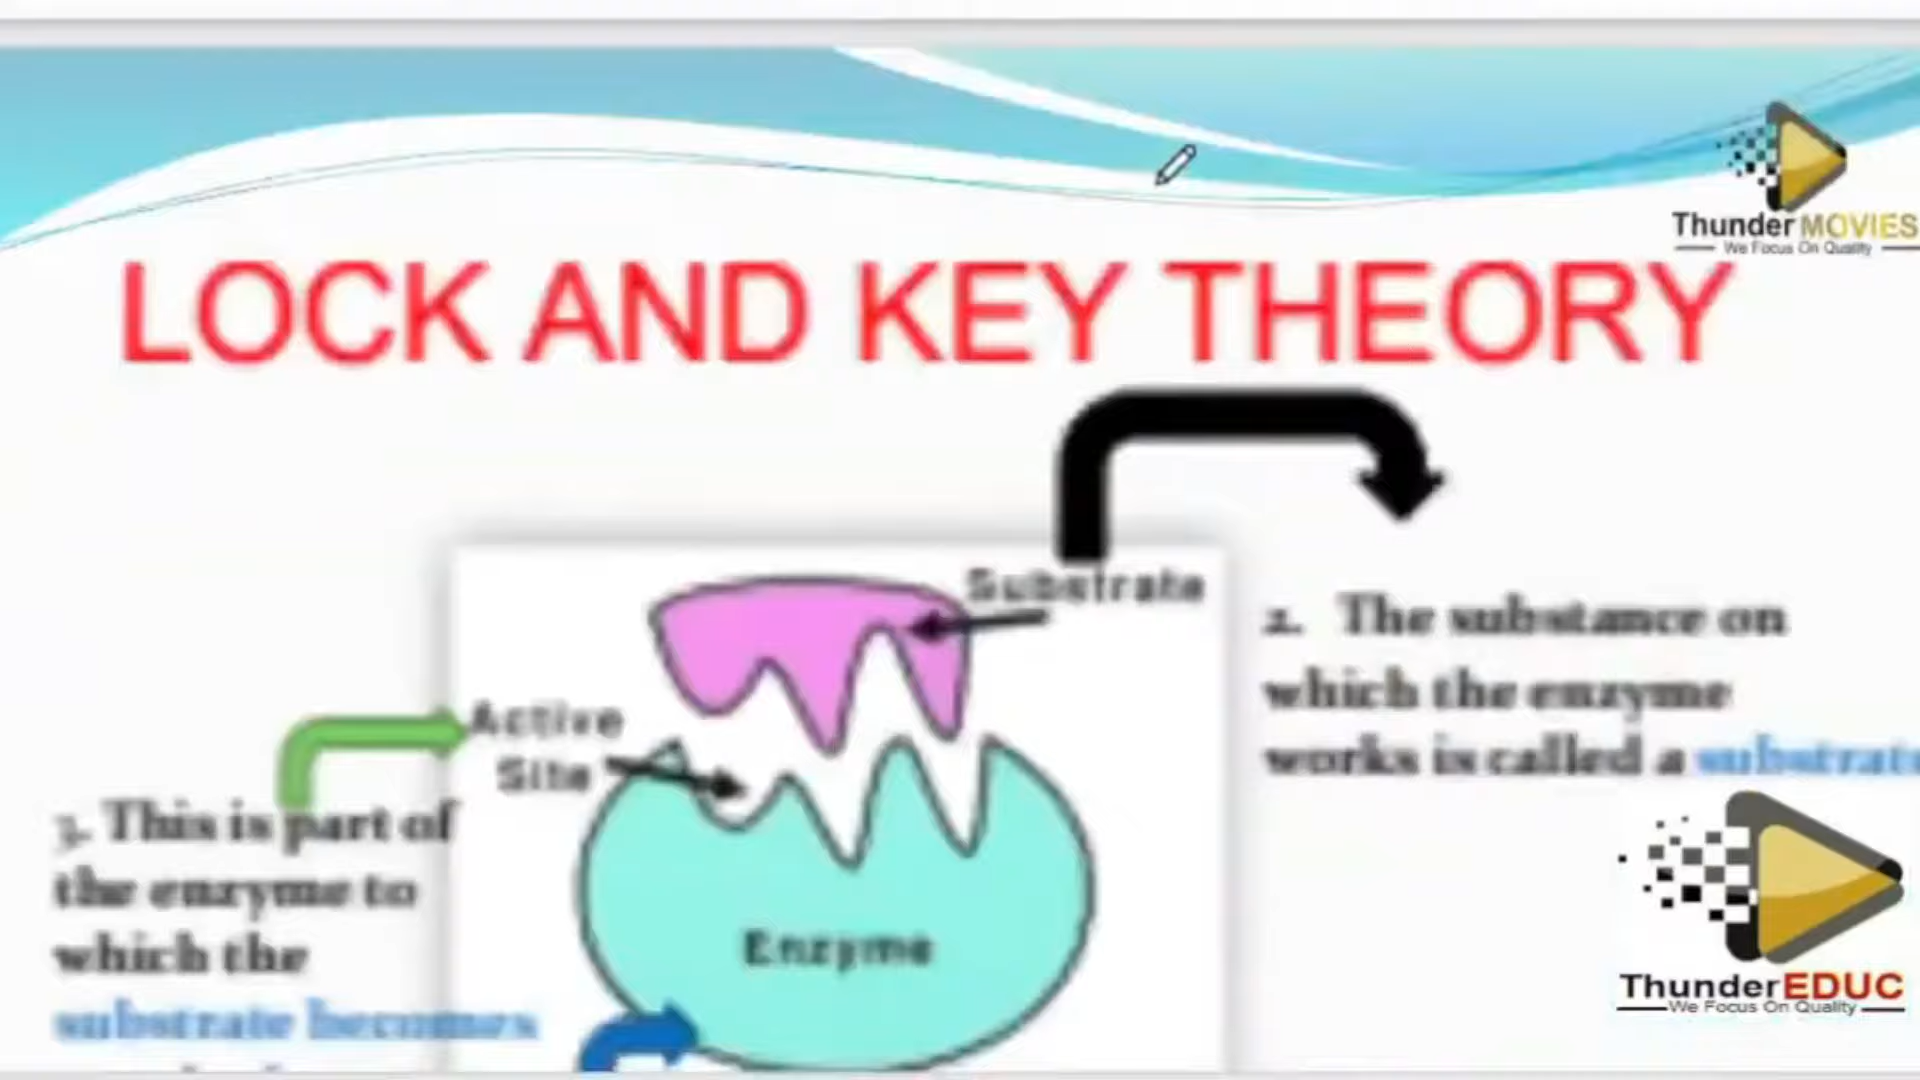 Thunder MOVIES
We Focus On Quality
LOCK AND KEY THEORY
Substrate
2. The substance on
which the enzyme
works is called a substrate
Active
Site
3. This is part of
the enzyme to
which the
substrate becomes
Enzyme
ThunderEDUC
We Focus On Quality